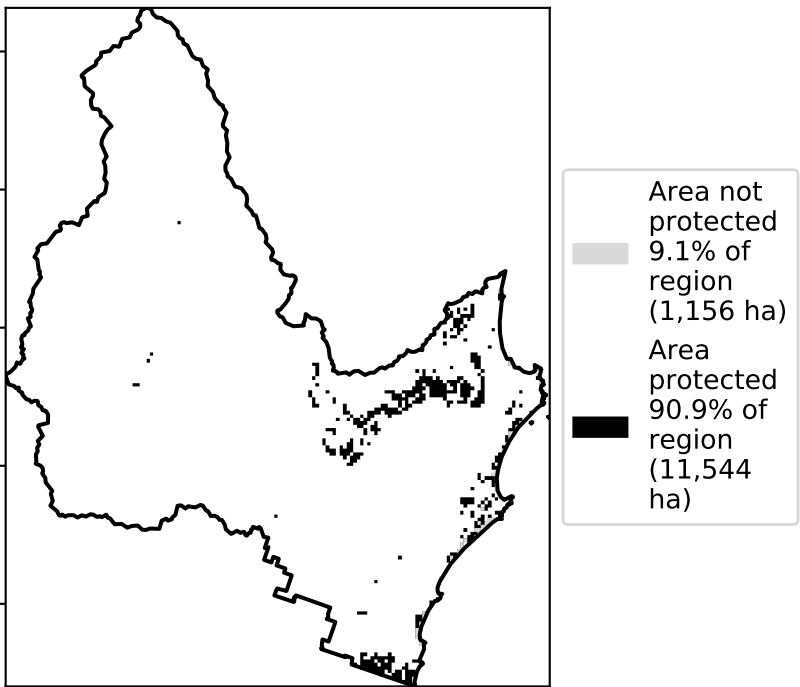 Area not
protected
9.1% of
region
(1,156 ha)
Area
protected
90.9% of
region
(11,544
ha)